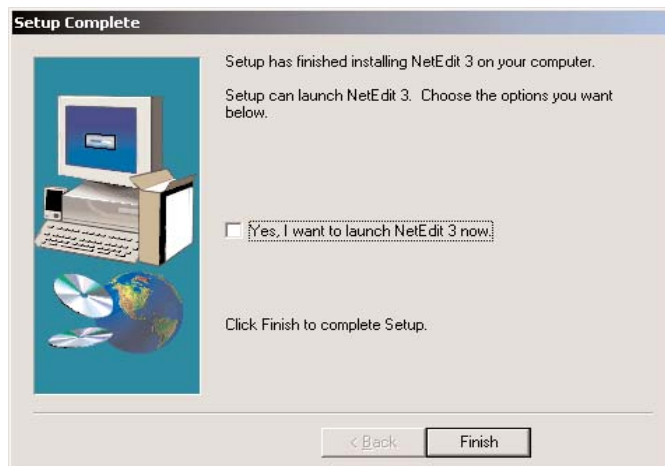 Setup Complete
Setup has finished installing NetEdit 3 on your computer.
Setup can launch NetEdit 3. Choose the options you want
below.
Yes, I want to launch NetEdit 3 now.
Click Finish to complete Setup.
< Back
Finish